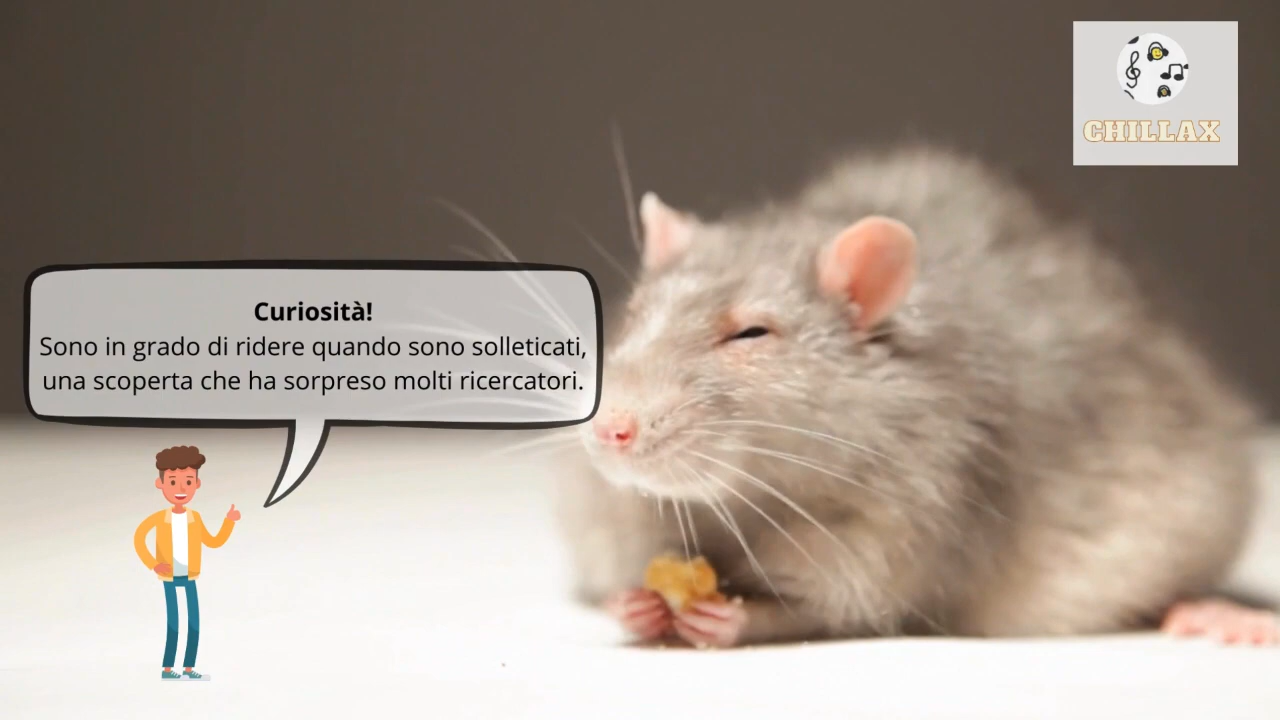 CHILLAX
Curiosità!
Sono in grado di ridere quando sono solleticati,
una scoperta che ha sorpreso molti ricercatori.